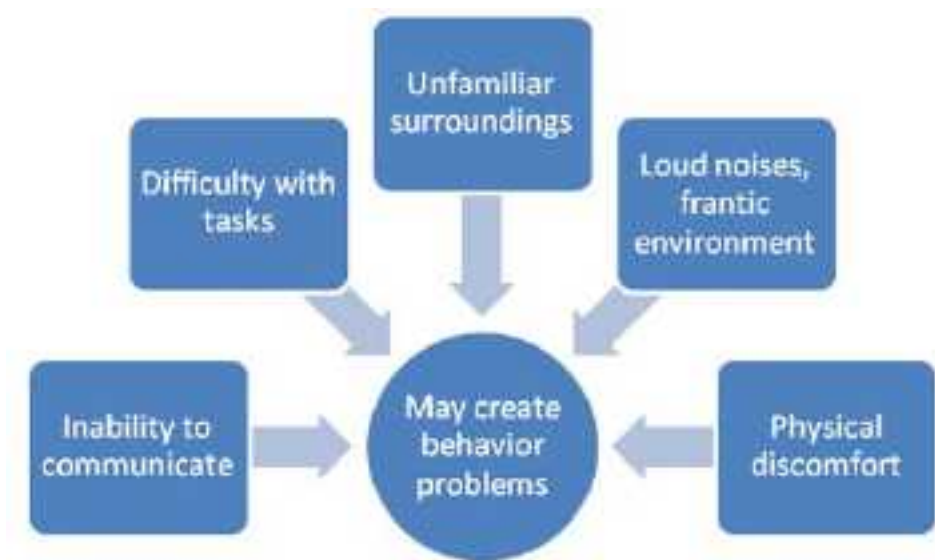 Unfamiliar
surroundings
Difficulty with
tasks
Loud noises,
frantic
environment
Inability to
communicate
May create
behavior
problems
Physical
discomfort